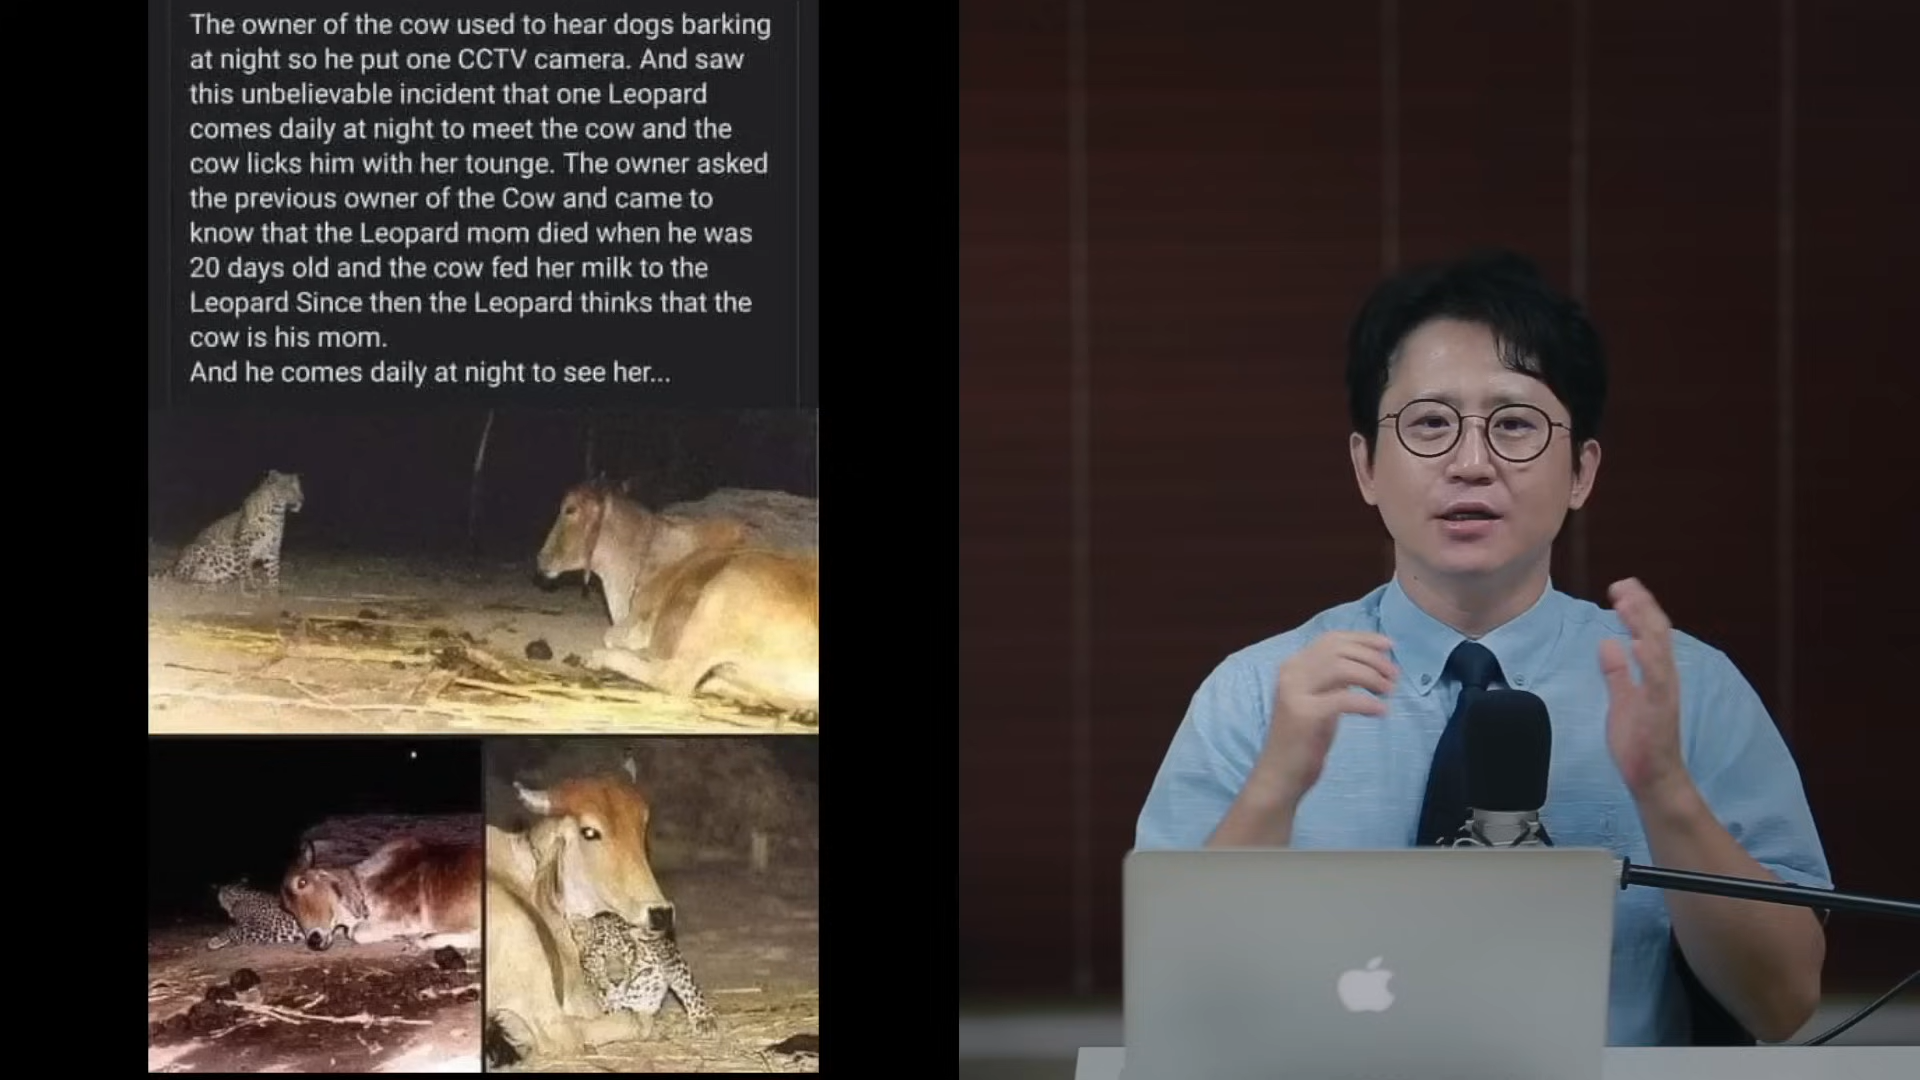 The owner of the cow used to hear dogs barking
at night so he put one CCTV camera. And saw
this unbelievable incident that one Leopard
comes daily at night to meet the cow and the
cow licks him with her tounge. The owner asked
the previous owner of the Cow and came to
know that the Leopard mom died when he was
20 days old and the cow fed her milk to the
Leopard Since then the Leopard thinks that the
cow is his mom.
And he comes daily at night to see her...